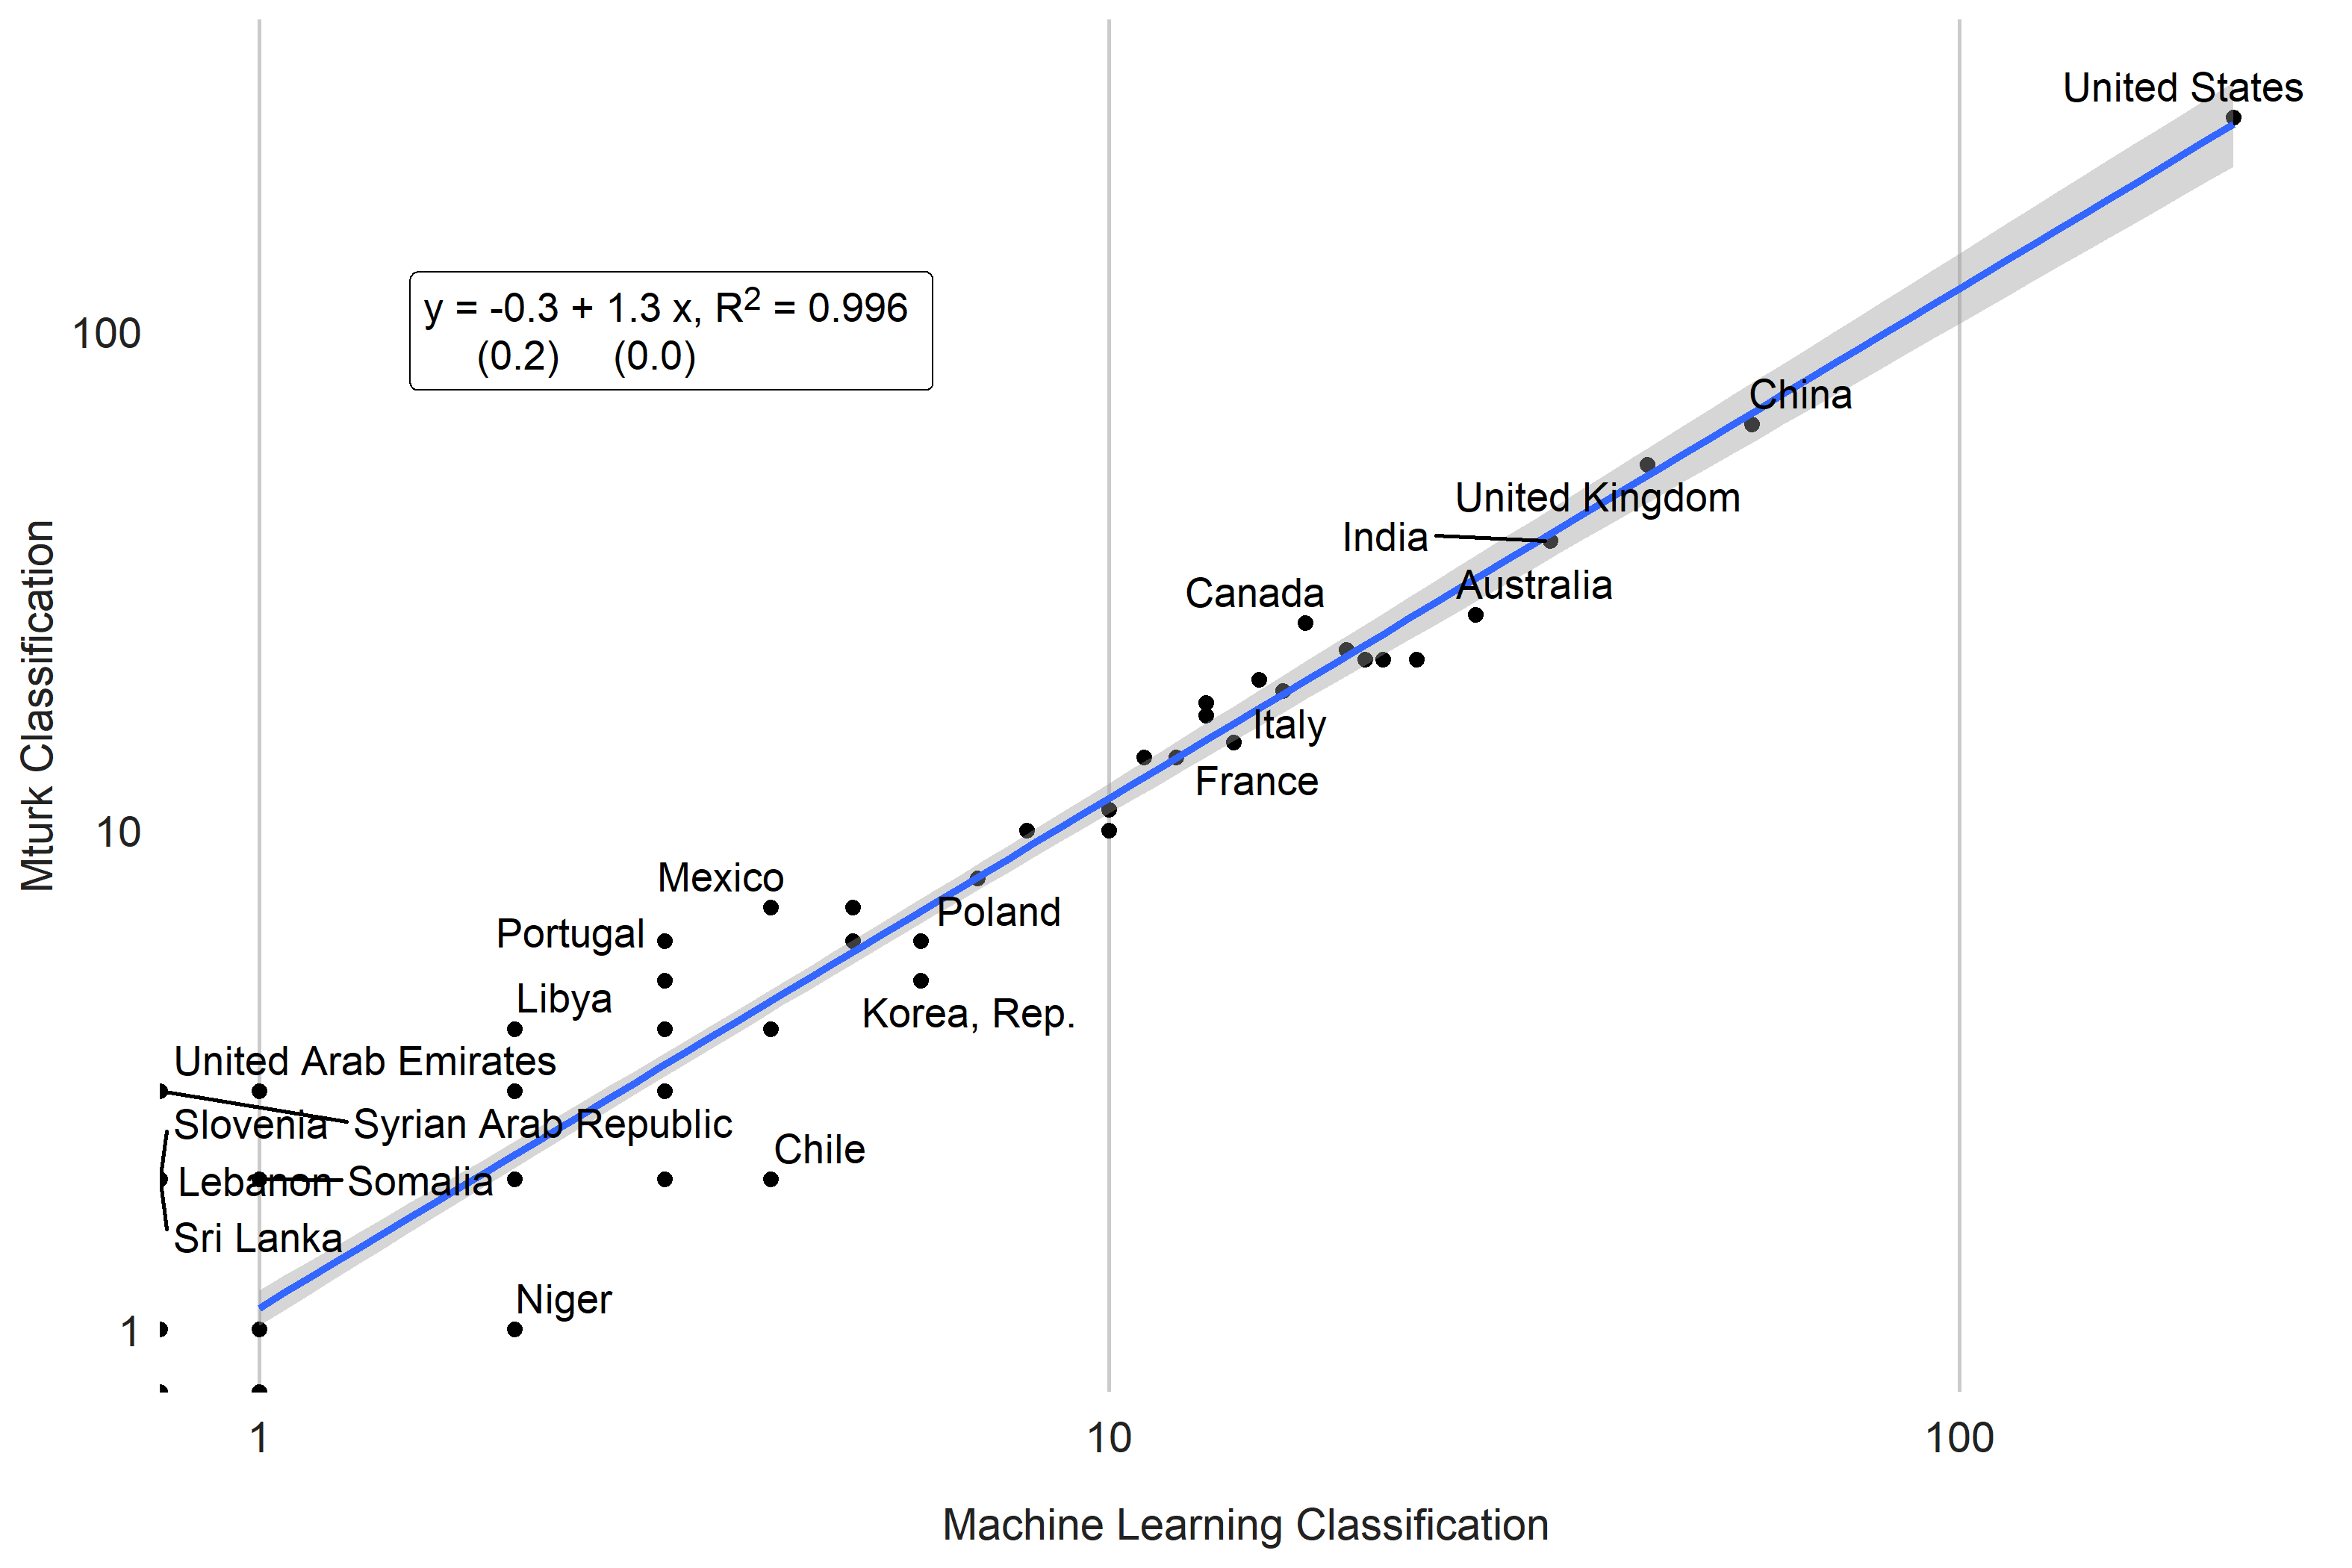 United States
y = -0.3 + 1.3 x, R² = 0.996
(0.2) (0.0)
100
China
United Kingdom
India
Australia
Canada
Italy
France
10
Mexico
Poland
Portugal
Libya
Korea, Rep.
United Arab Emirates
Slovenia
Syrian Arab Republic
Chile
Lebanon
Somalia
Sri Lanka
Niger
1
Mturk Classification
1 10 100
Machine Learning Classification